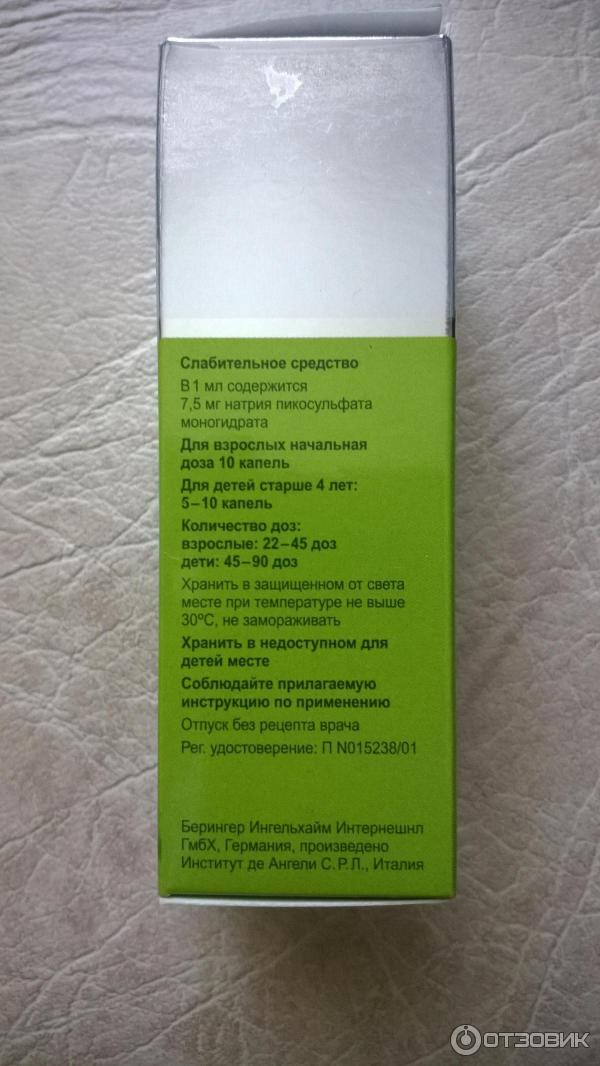 Слабительное средство
В 1 мл содержится
7,5 мг натрия пикосульфата
моногидрата
Для взрослых начальная
доза 10 капель
Для детей старше 4 лет:
5–10 капель
Количество доз:
взрослые: 22–45 доз
дети: 45–90 доз
Хранить в защищенном от света
месте при температуре не выше
30ºС, не замораживать
Хранить в недоступном для
детей месте
Соблюдайте прилагаемую
инструкцию по применению
Отпуск без рецепта врача
Рег. удостоверение: П N015238/01
Берингер Ингельхайм Интернешнл
ГмбХ, Германия, произведено
Институт де Ангели С.Р.Л., Италия
ОТЗОВИК